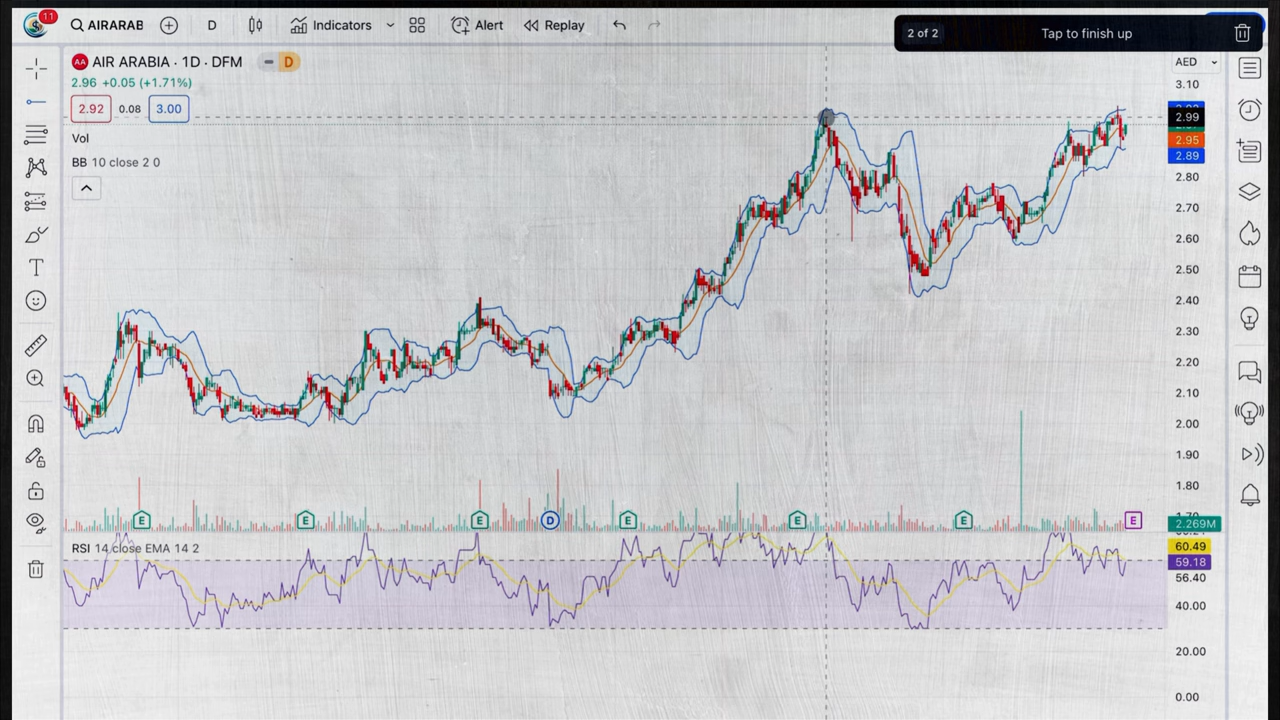 11
AIRARAB
D
Indicators
Alert
Replay
2 of 2
Tap to finish up
AA
AIR ARABIA · 1D · DFM
D
2.96 +0.05 (+1.71%)
2.92
0.08
3.00
Vol
BB 10 close 2 0
AED
3.10
2.99
2.95
2.89
2.80
2.70
2.60
2.50
2.40
2.30
2.20
2.10
2.00
1.90
1.80
E
E
E
D
E
E
E
E
2.269M
RSI 14 close EMA 14 2
60.49
59.18
56.40
40.00
20.00
0.00